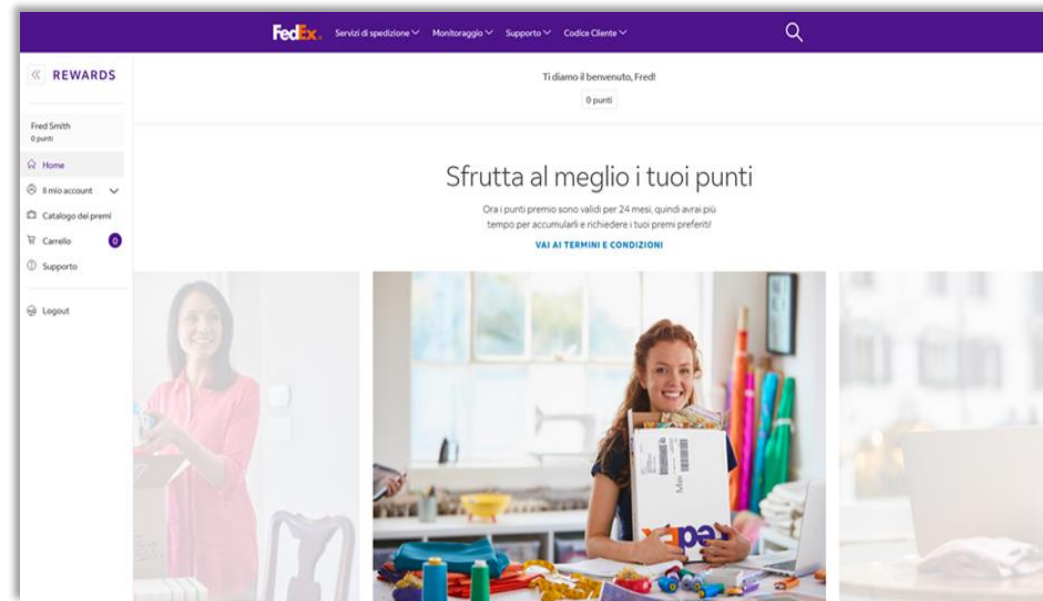 FedEx. Servizi di spedizione Monitoraggio Supporto Codice Cliente
REWARDS
Ti diamo il benvenuto, Fred!
0 punti
Fred Smith
0 punti
Home
Il mio account
Catalogo dei premi
Carrello 0
Supporto
Logout
Sfrutta al meglio i tuoi punti
Ora i punti premio sono validi per 24 mesi, quindi avrai più
tempo per accumularli e richiedere i tuoi premi preferiti!
VAI AI TERMINI E CONDIZIONI